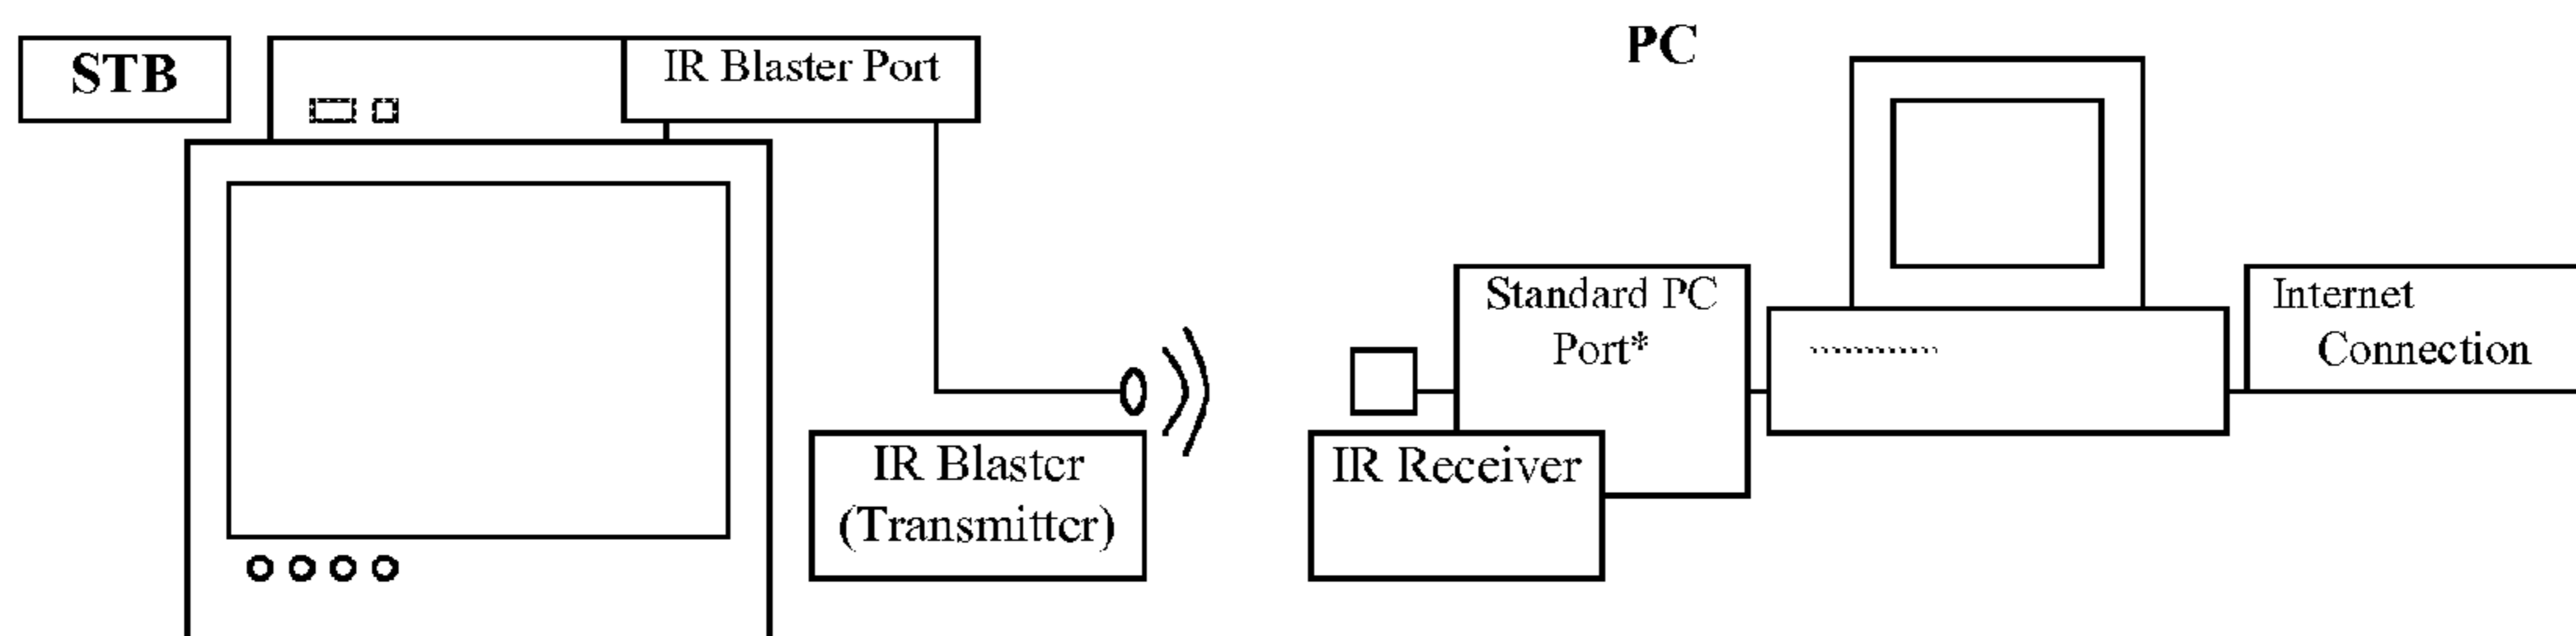 STB
IR Blaster Port
PC
Standard PC
Port*
Internet
Connection
IR Blaster
(Transmitter)
IR Receiver